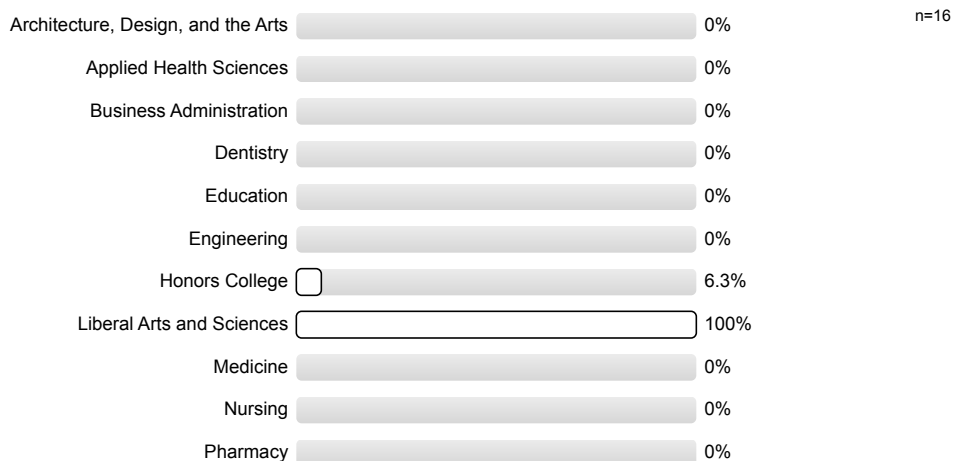 Architecture, Design, and the Arts 0% n=16
Applied Health Sciences 0%
Business Administration 0%
Dentistry 0%
Education 0%
Engineering 0%
Honors College 6.3%
Liberal Arts and Sciences 100%
Medicine 0%
Nursing 0%
Pharmacy 0%